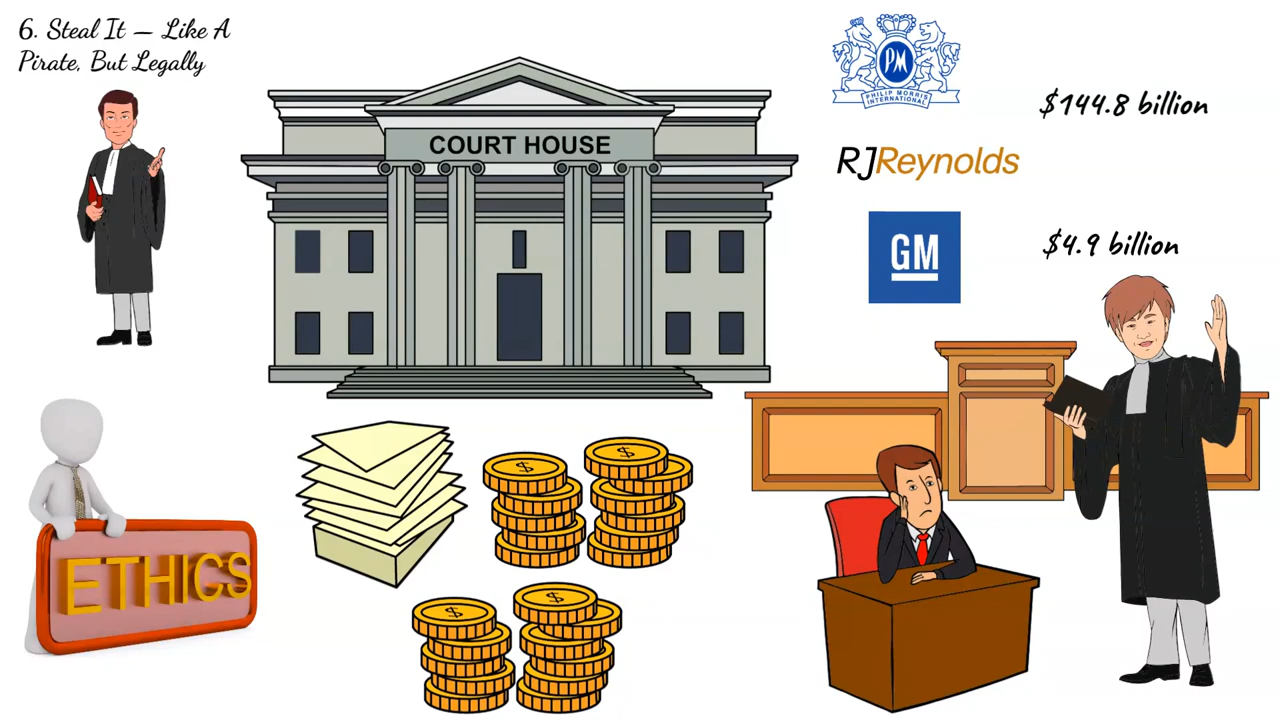 6. Steal It – Like A
Pirate, But Legally
COURT HOUSE
PM
PHILIP MORRIS
INTERNATIONAL
$144.8 billion
RJReynolds
GM
$4.9 billion
ETHICS
$
$
$
$